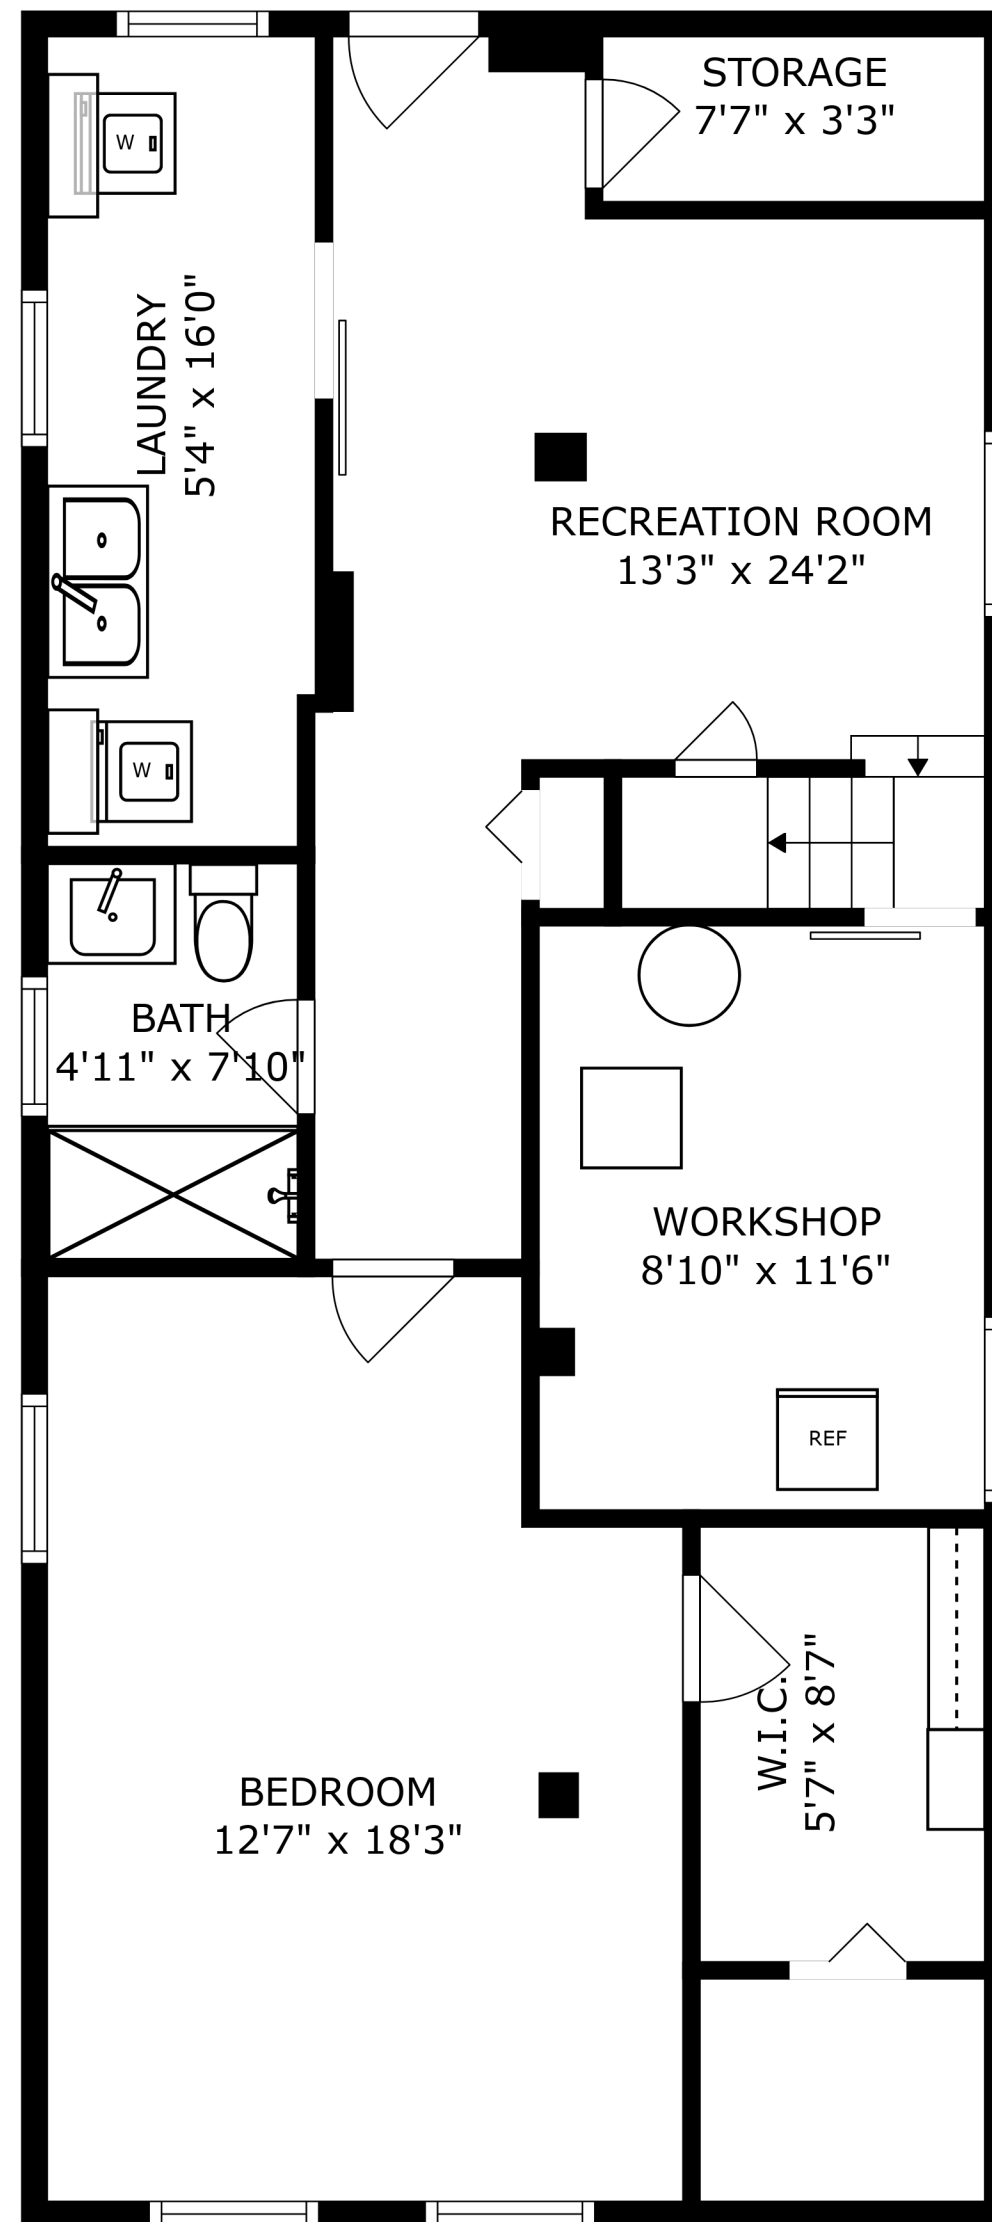 STORAGE
7'7" x 3'3"
W
LAUNDRY
5'4" x 16'0"
RECREATION ROOM
13'3" x 24'2"
W
BATH
4'11" x 7'10"
WORKSHOP
8'10" x 11'6"
REF
W.I.C.
5'7" x 8'7"
BEDROOM
12'7" x 18'3"